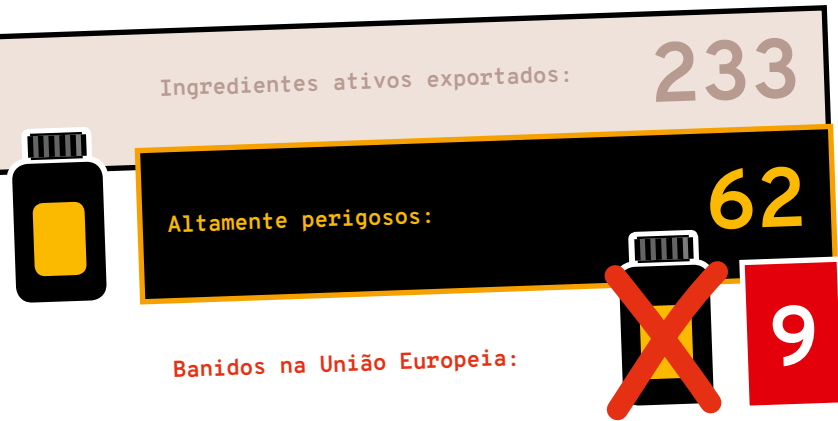 Ingredientes ativos exportados: 233
Altamente perigosos: 62
Banidos na União Europeia: 9